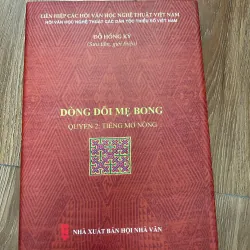 LIÊN HIỆP CÁC HỘI VĂN HỌC NGHỆ THUẬT VIỆT NAM
HỘI VĂN HỌC NGHỆ THUẬT CÁC DÂN TỘC THIỂU SỐ VIỆT NAM
ĐỖ HỒNG KỲ
(Sưu tầm, giới thiệu)
DÒNG DÕI MẸ BONG
QUYỂN 2: TIẾNG MƠ NÔNG
NHÀ XUẤT BẢN HỘI NHÀ VĂN